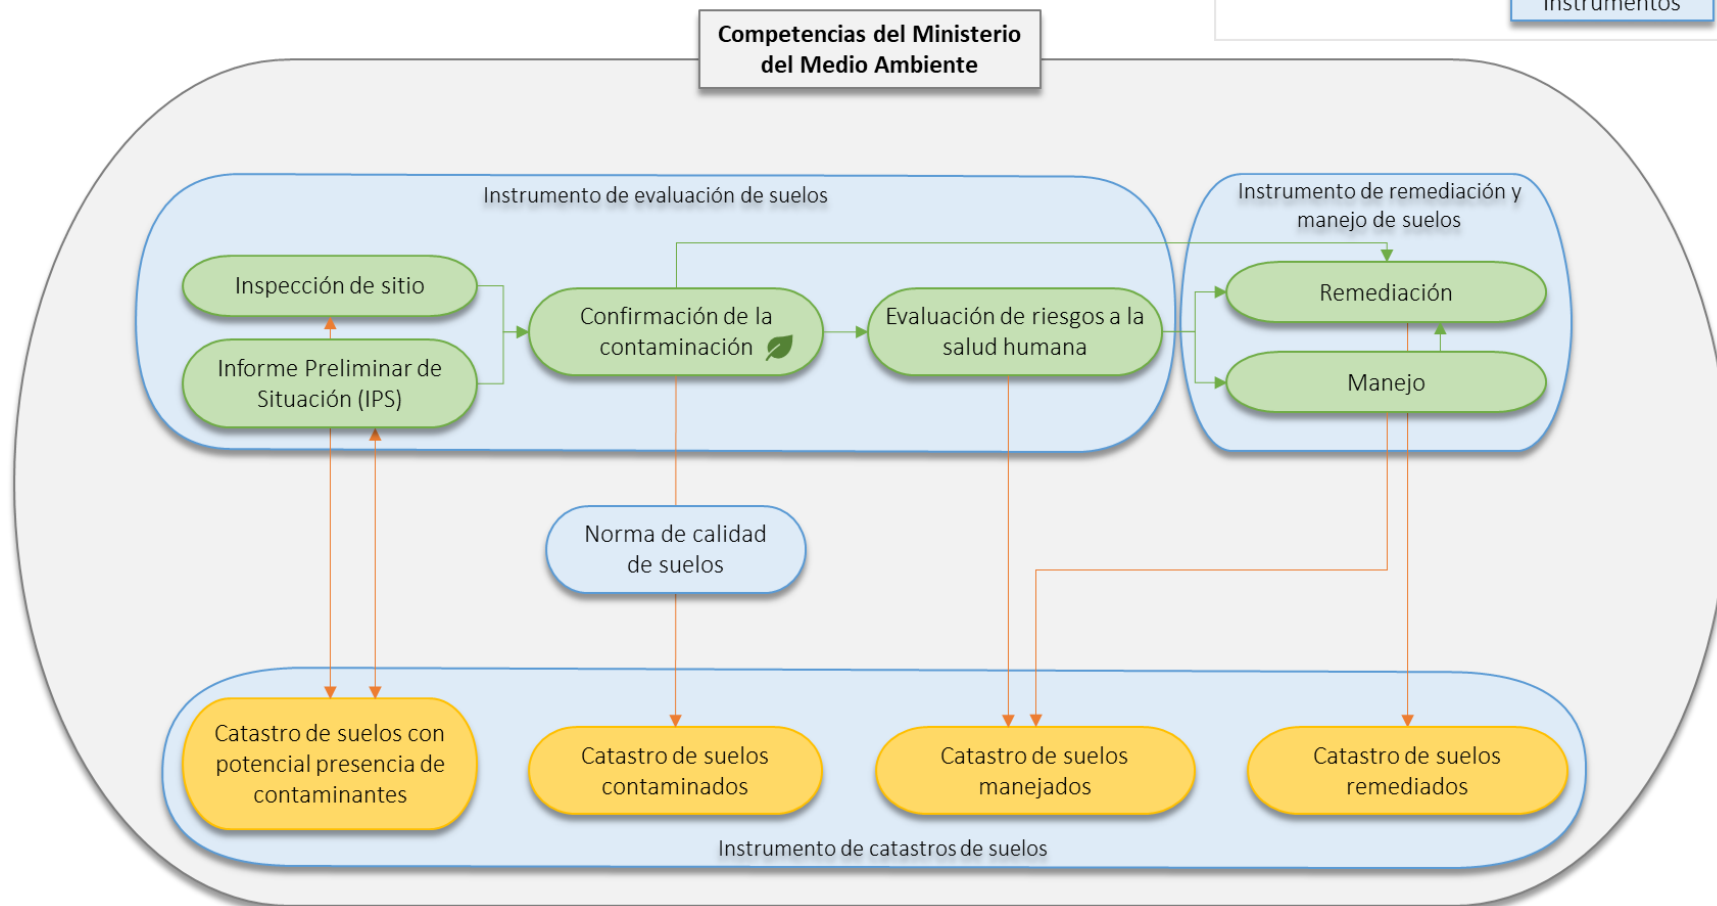 Instrumentos
Competencias del Ministerio
del Medio Ambiente
Instrumento de evaluación de suelos
Instrumento de remediación y
manejo de suelos
Inspección de sitio
Informe Preliminar de
Situación (IPS)
Confirmación de la
contaminación
Evaluación de riesgos a la
salud humana
Remediación
Manejo
Norma de calidad
de suelos
Catastro de suelos con
potencial presencia de
contaminantes
Catastro de suelos
contaminados
Catastro de suelos
manejados
Catastro de suelos
remediados
Instrumento de catastros de suelos